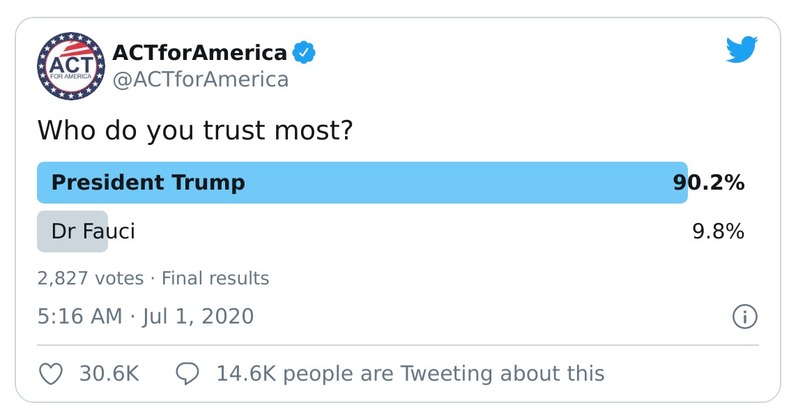 ACT
FOR AMERICA
ACTforAmerica
@ACTforAmerica
Who do you trust most?
President Trump 90.2%
Dr Fauci 9.8%
2,827 votes · Final results
5:16 AM · Jul 1, 2020
30.6K 14.6K people are Tweeting about this